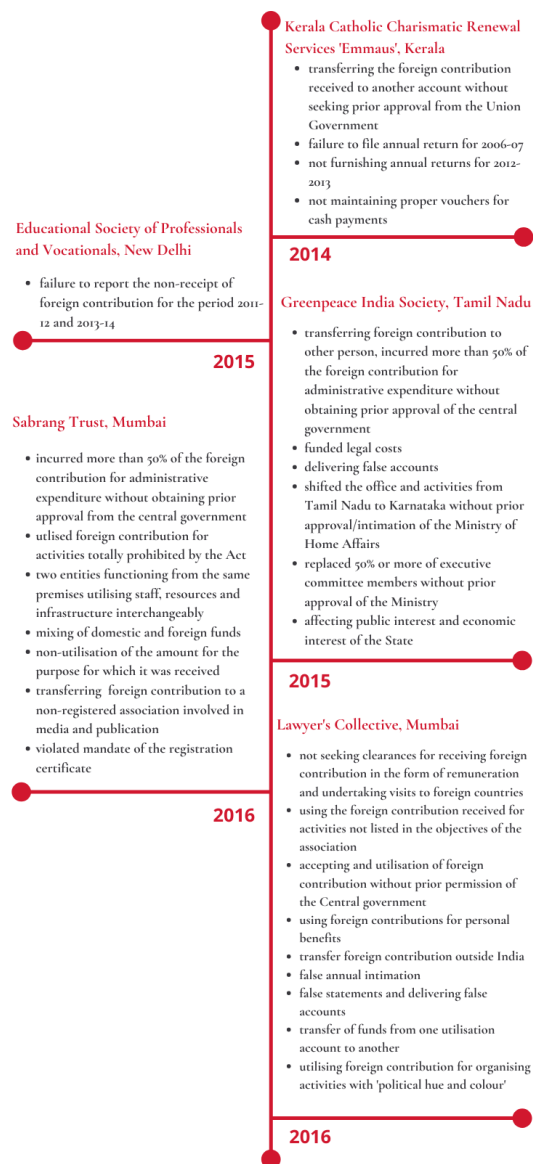 Kerala Catholic Charismatic Renewal
Services 'Emmaus', Kerala
• transferring the foreign contribution
received to another account without
seeking prior approval from the Union
Government
• failure to file annual return for 2006-07
• not furnishing annual returns for 2012-
2013
• not maintaining proper vouchers for
cash payments
2014
Educational Society of Professionals
and Vocationals, New Delhi
• failure to report the non-receipt of
foreign contribution for the period 2011-
12 and 2013-14
2015
Greenpeace India Society, Tamil Nadu
• transferring foreign contribution to
other person, incurred more than 50% of
the foreign contribution for
administrative expenditure without
obtaining prior approval of the central
government
• funded legal costs
• delivering false accounts
• shifted the office and activities from
Tamil Nadu to Karnataka without prior
approval/intimation of the Ministry of
Home Affairs
• replaced 50% or more of executive
committee members without prior
approval of the Ministry
• affecting public interest and economic
interest of the State
2015
Sabrang Trust, Mumbai
• incurred more than 50% of the foreign
contribution for administrative
expenditure without obtaining prior
approval from the central government
• utlised foreign contribution for
activities totally prohibited by the Act
• two entities functioning from the same
premises utilising staff, resources and
infrastructure interchangeably
• mixing of domestic and foreign funds
• non-utilisation of the amount for the
purpose for which it was received
• transferring foreign contribution to a
non-registered association involved in
media and publication
• violated mandate of the registration
certificate
2016
Lawyer's Collective, Mumbai
• not seeking clearances for receiving foreign
contribution in the form of remuneration
and undertaking visits to foreign countries
• using the foreign contribution received for
activities not listed in the objectives of the
association
• accepting and utilisation of foreign
contribution without prior permission of
the Central government
• using foreign contributions for personal
benefits
• transfer foreign contribution outside India
• false annual intimation
• false statements and delivering false
accounts
• transfer of funds from one utilisation
account to another
• utilising foreign contribution for organising
activities with 'political hue and colour'
2016